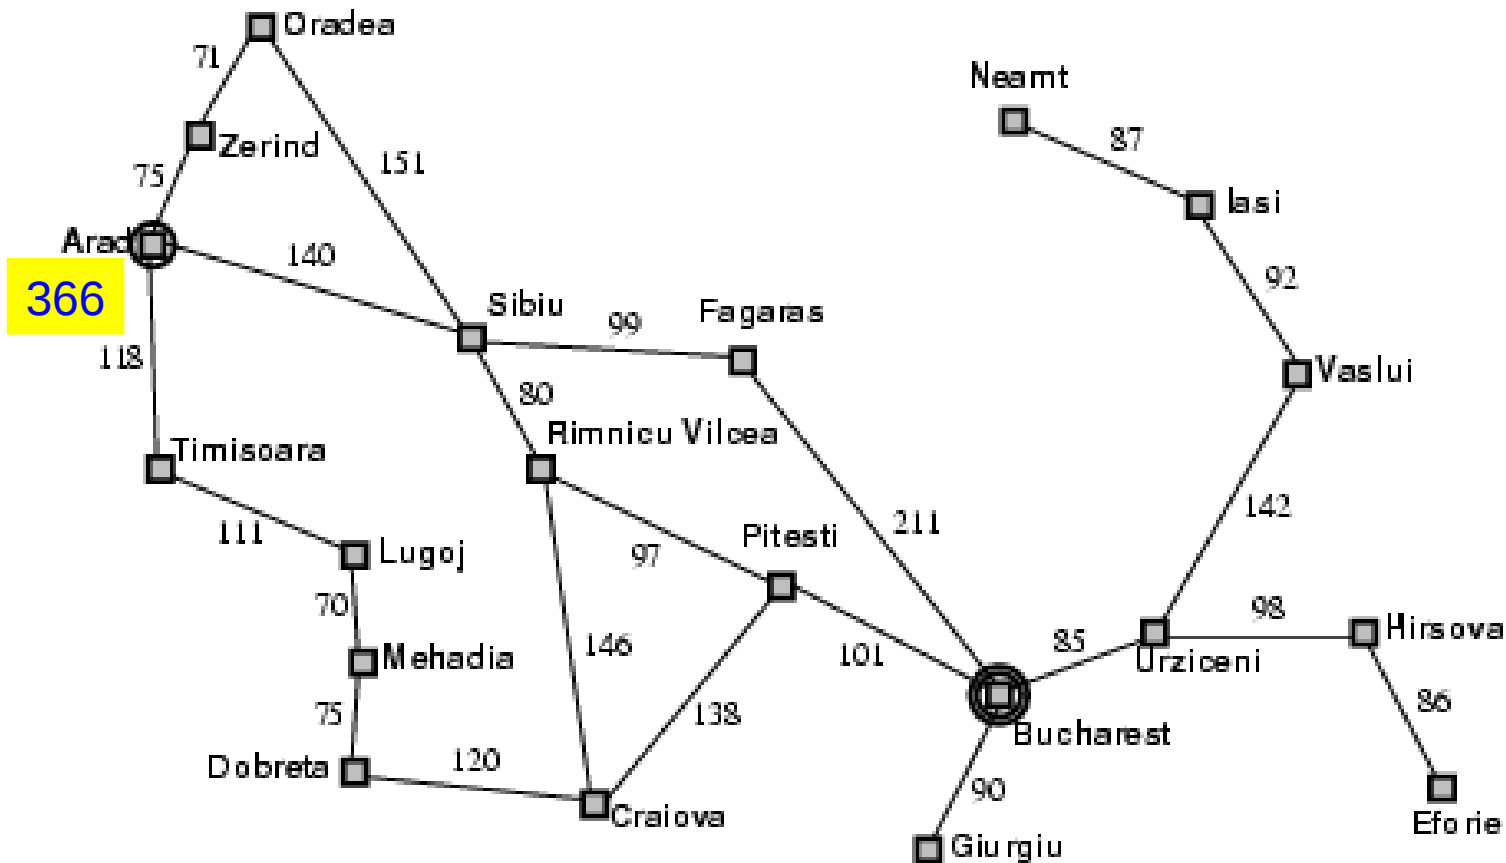 Oradea
71
Neamt
87
Zerind
151
75
Iasi
Arad
140
92
366
Sibiu
Fagaras
99
118
Vaslui
80
Rimnicu Vilcea
Timisoara
142
211
111
Pitesti
97
Lugoj
70
98
Hirsova
85
146
101
Urziceni
Mehadia
86
75
138
Bucharest
Dobreta
120
90
Craiova
Eforie
Giurgiu